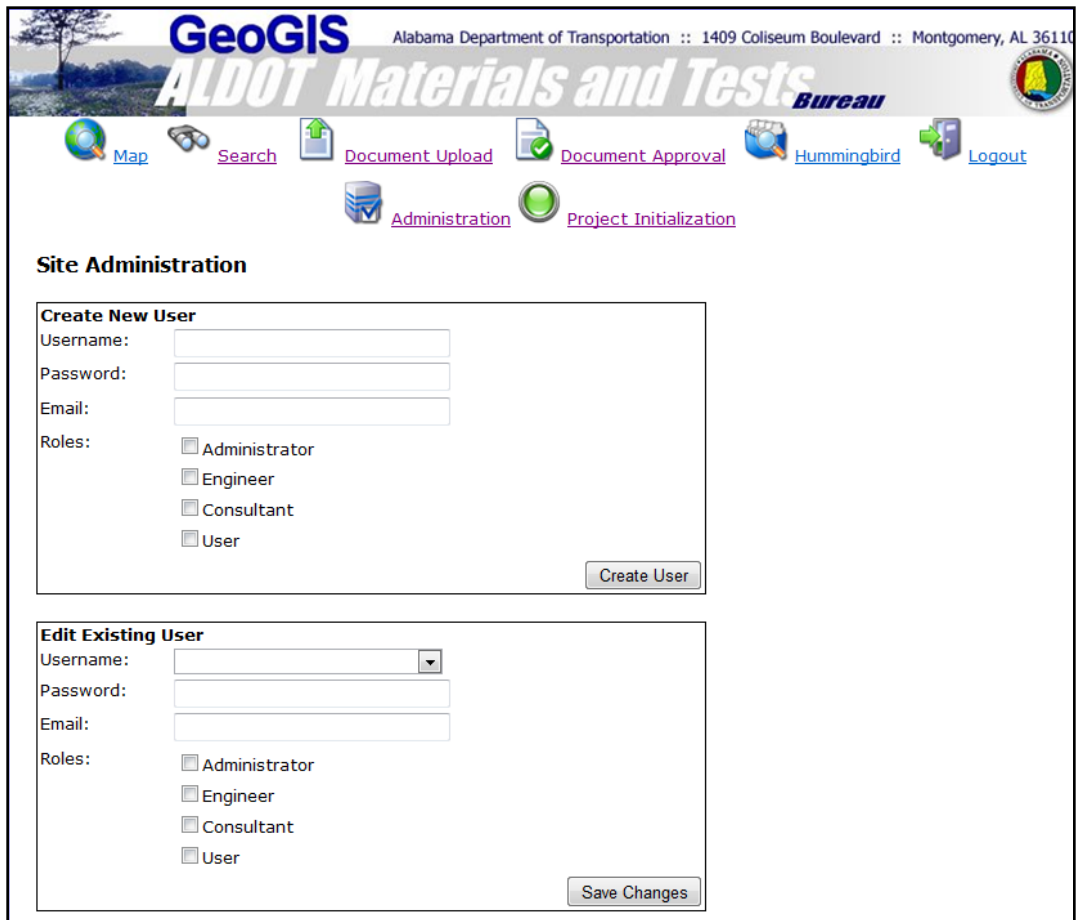 GeoGIS
Alabama Department of Transportation :: 1409 Coliseum Boulevard :: Montgomery, AL 36110
ALDOT Materials and Tests Bureau
Map Search Document Upload Document Approval Hummingbird Logout
Administration Project Initialization
Site Administration
Create New User
Username:
Password:
Email:
Roles:
Administrator
Engineer
Consultant
User
Create User
Edit Existing User
Username:
Password:
Email:
Roles:
Administrator
Engineer
Consultant
User
Save Changes